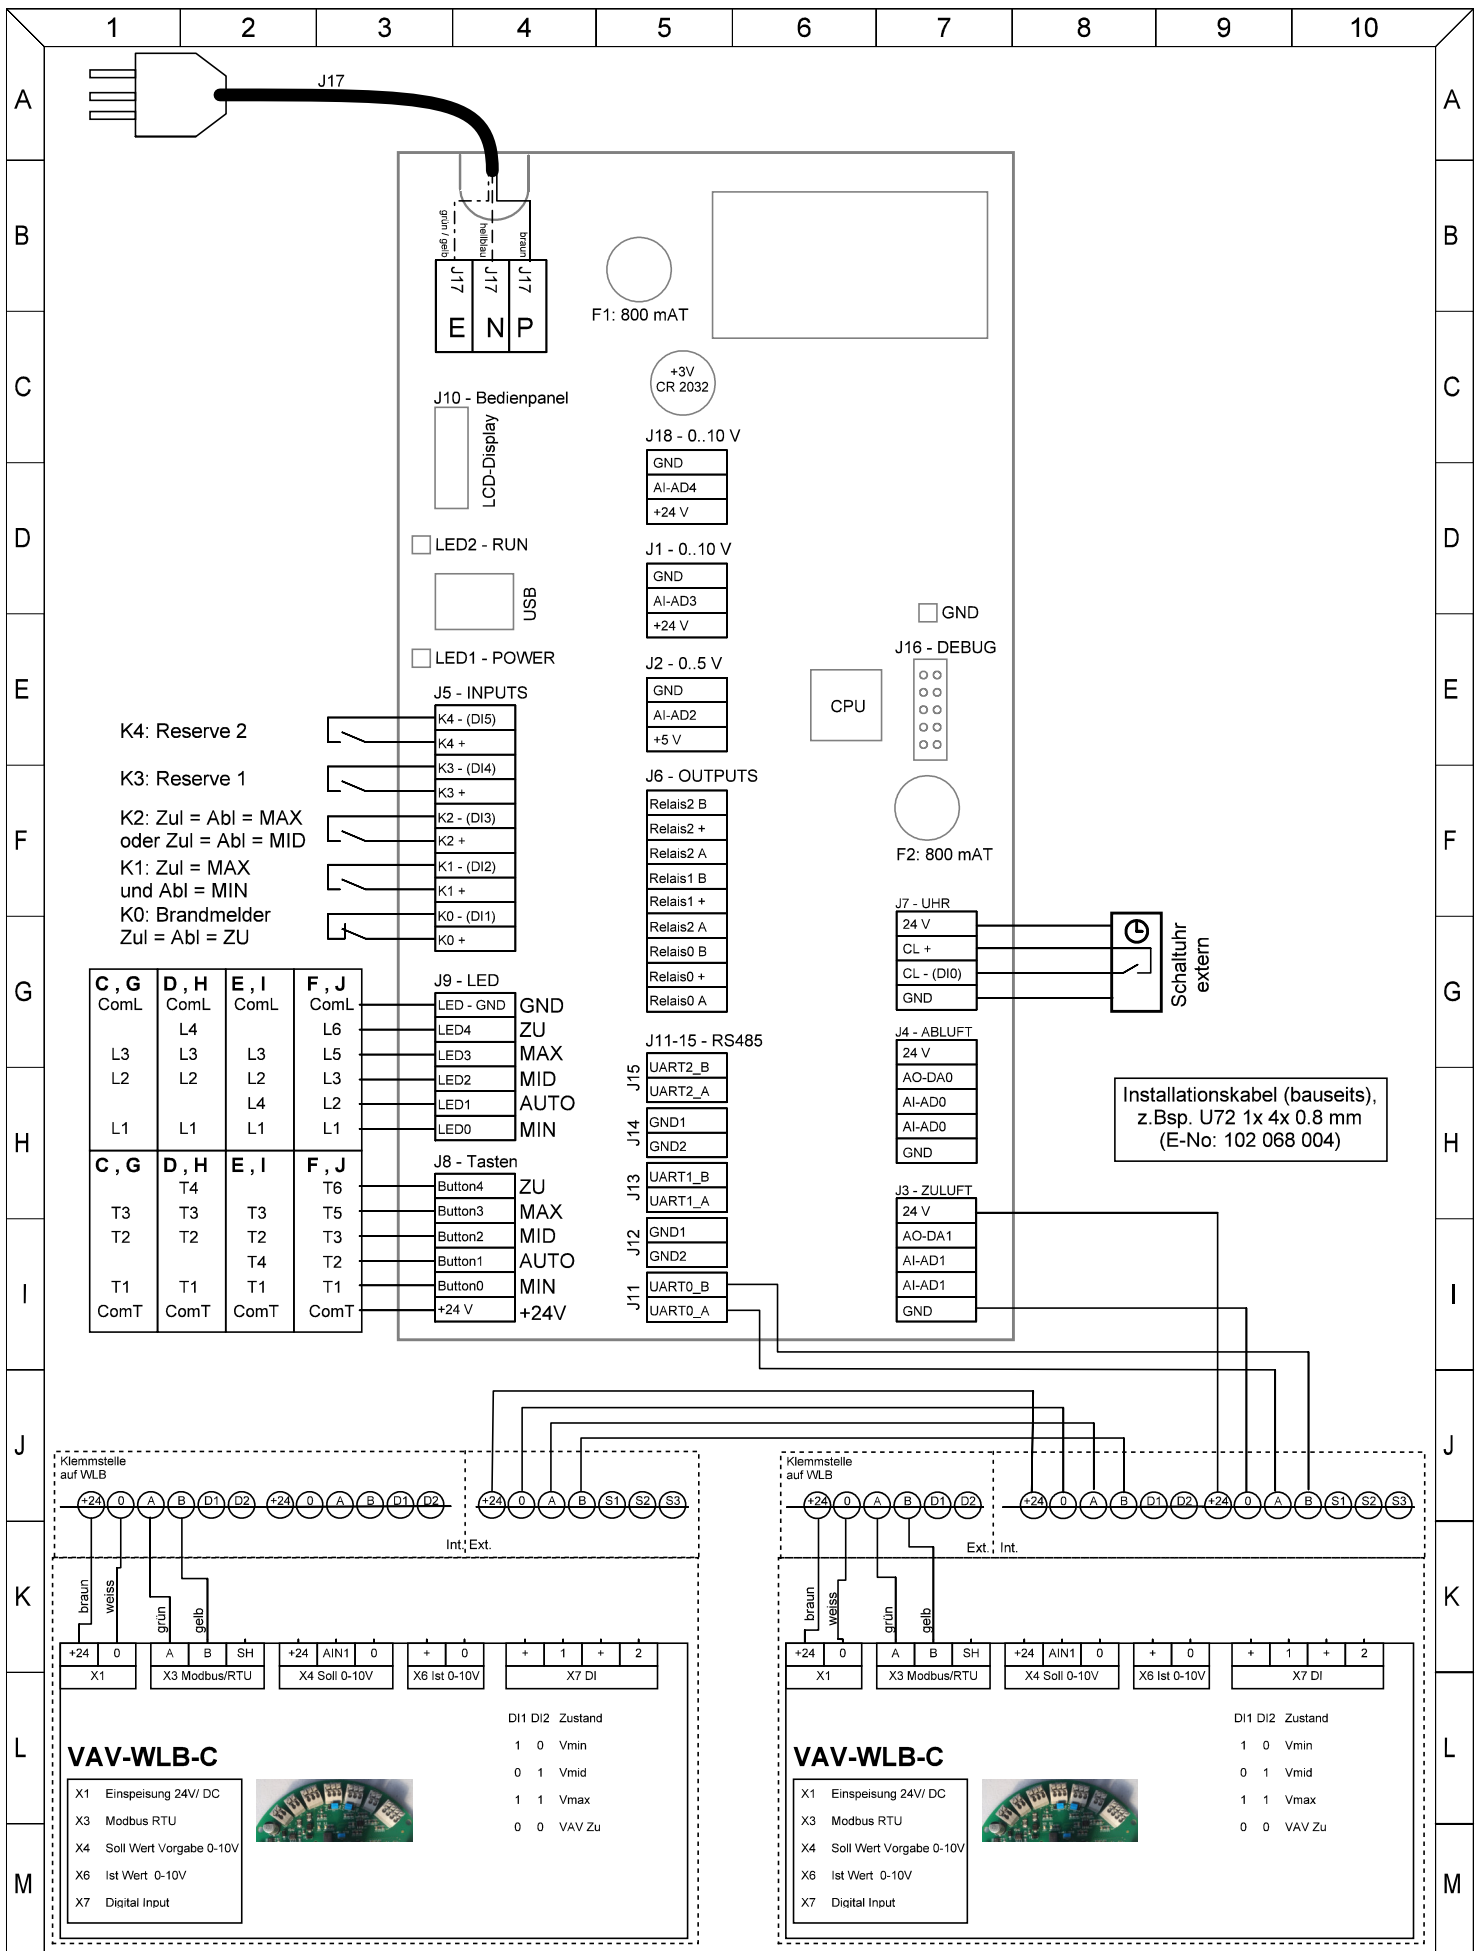 1 2 3 4 5 6 7 8 9 10
A A
J17
B B
grün / gelb
hellblau
braun
J17 J17 J17
E N P
F1: 800 mAT
C C
+3V
CR 2032
J10 - Bedienpanel
LCD-Display
J18 - 0..10 V
GND
AI-AD4
+24 V
D D
LED2 - RUN
J1 - 0..10 V
GND
AI-AD3
+24 V
USB
GND
LED1 - POWER
J16 - DEBUG
E E
J2 - 0..5 V
GND
AI-AD2
+5 V
CPU
J5 - INPUTS
K4 - (DI5)
K4 +
K3 - (DI4)
K3 +
K2 - (DI3)
K2 +
K1 - (DI2)
K1 +
K0 - (DI1)
K0 +
K4: Reserve 2
K3: Reserve 1
K2: Zul = Abl = MAX
oder Zul = Abl = MID
K1: Zul = MAX
und Abl = MIN
K0: Brandmelder
Zul = Abl = ZU
F F
J6 - OUTPUTS
Relais2 B
Relais2 +
Relais2 A
Relais1 B
Relais1 +
Relais2 A
Relais0 B
Relais0 +
Relais0 A
F2: 800 mAT
J7 - UHR
24 V
CL +
CL - (DI0)
GND
Schaltuhr
extern
G G
C , G D , H E , I F , J
ComL ComL ComL ComL
L4 L6
L3 L3 L3 L5
L2 L2 L2 L3
L4 L2
L1 L1 L1 L1
J9 - LED
LED - GND GND
LED4 ZU
LED3 MAX
LED2 MID
LED1 AUTO
LED0 MIN
J11-15 - RS485
J15
UART2_B
UART2_A
J14
GND1
GND2
J13
UART1_B
UART1_A
J12
GND1
GND2
J11
UART0_B
UART0_A
J4 - ABLUFT
24 V
AO-DA0
AI-AD0
AI-AD0
GND
Installationskabel (bauseits),
z.Bsp. U72 1x 4x 0.8 mm
(E-No: 102 068 004)
H H
C , G D , H E , I F , J
T4 T6
T3 T3 T3 T5
T2 T2 T2 T3
T4 T2
T1 T1 T1 T1
ComT ComT ComT ComT
J8 - Tasten
Button4 ZU
Button3 MAX
Button2 MID
Button1 AUTO
Button0 MIN
+24 V +24V
J3 - ZULUFT
24 V
AO-DA1
AI-AD1
AI-AD1
GND
I I
J J
Klemmstelle
auf WLB
+24 0 A B D1 D2 +24 0 A B D1 D2 +24 0 A B S1 S2 S3
Int. Ext.
Klemmstelle
auf WLB
+24 0 A B D1 D2 +24 0 A B D1 D2 +24 0 A B S1 S2 S3
Ext. Int.
K K
braun
weiss
grün
gelb
+24 0 A B SH +24 AIN1 0 + 0 + 1 + 2
X1 X3 Modbus/RTU X4 Soll 0-10V X6 Ist 0-10V X7 DI
braun
weiss
grün
gelb
+24 0 A B SH +24 AIN1 0 + 0 + 1 + 2
X1 X3 Modbus/RTU X4 Soll 0-10V X6 Ist 0-10V X7 DI
L L
VAV-WLB-C
X1 Einspeisung 24V/ DC
X3 Modbus RTU
X4 Soll Wert Vorgabe 0-10V
X6 Ist Wert 0-10V
X7 Digital Input
DI1 DI2 Zustand
1 0 Vmin
0 1 Vmid
1 1 Vmax
0 0 VAV Zu
VAV-WLB-C
X1 Einspeisung 24V/ DC
X3 Modbus RTU
X4 Soll Wert Vorgabe 0-10V
X6 Ist Wert 0-10V
X7 Digital Input
DI1 DI2 Zustand
1 0 Vmin
0 1 Vmid
1 1 Vmax
0 0 VAV Zu
M M